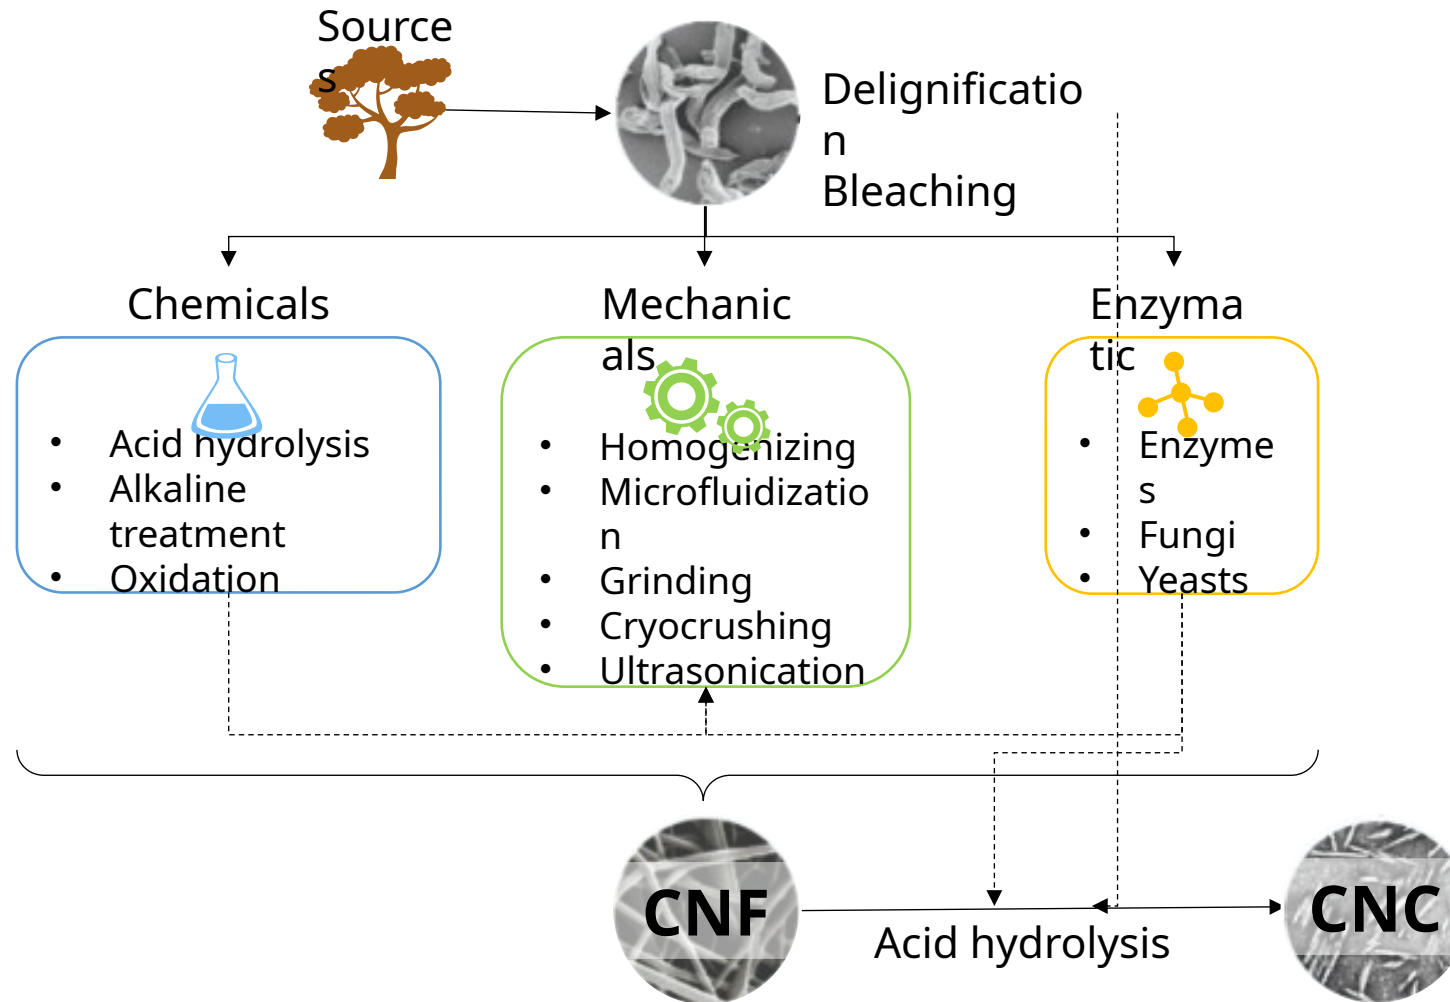 Source
s
Delignificatio
n
Bleaching
Chemicals
Mechanic
als
Enzyma
tic
• Acid hydrolysis
• Alkaline
treatment
• Oxidation
• Homogenizing
• Microfluidizatio
n
• Grinding
• Cryocrushing
• Ultrasonication
• Enzyme
s
• Fungi
• Yeasts
CNF
Acid hydrolysis
CNC